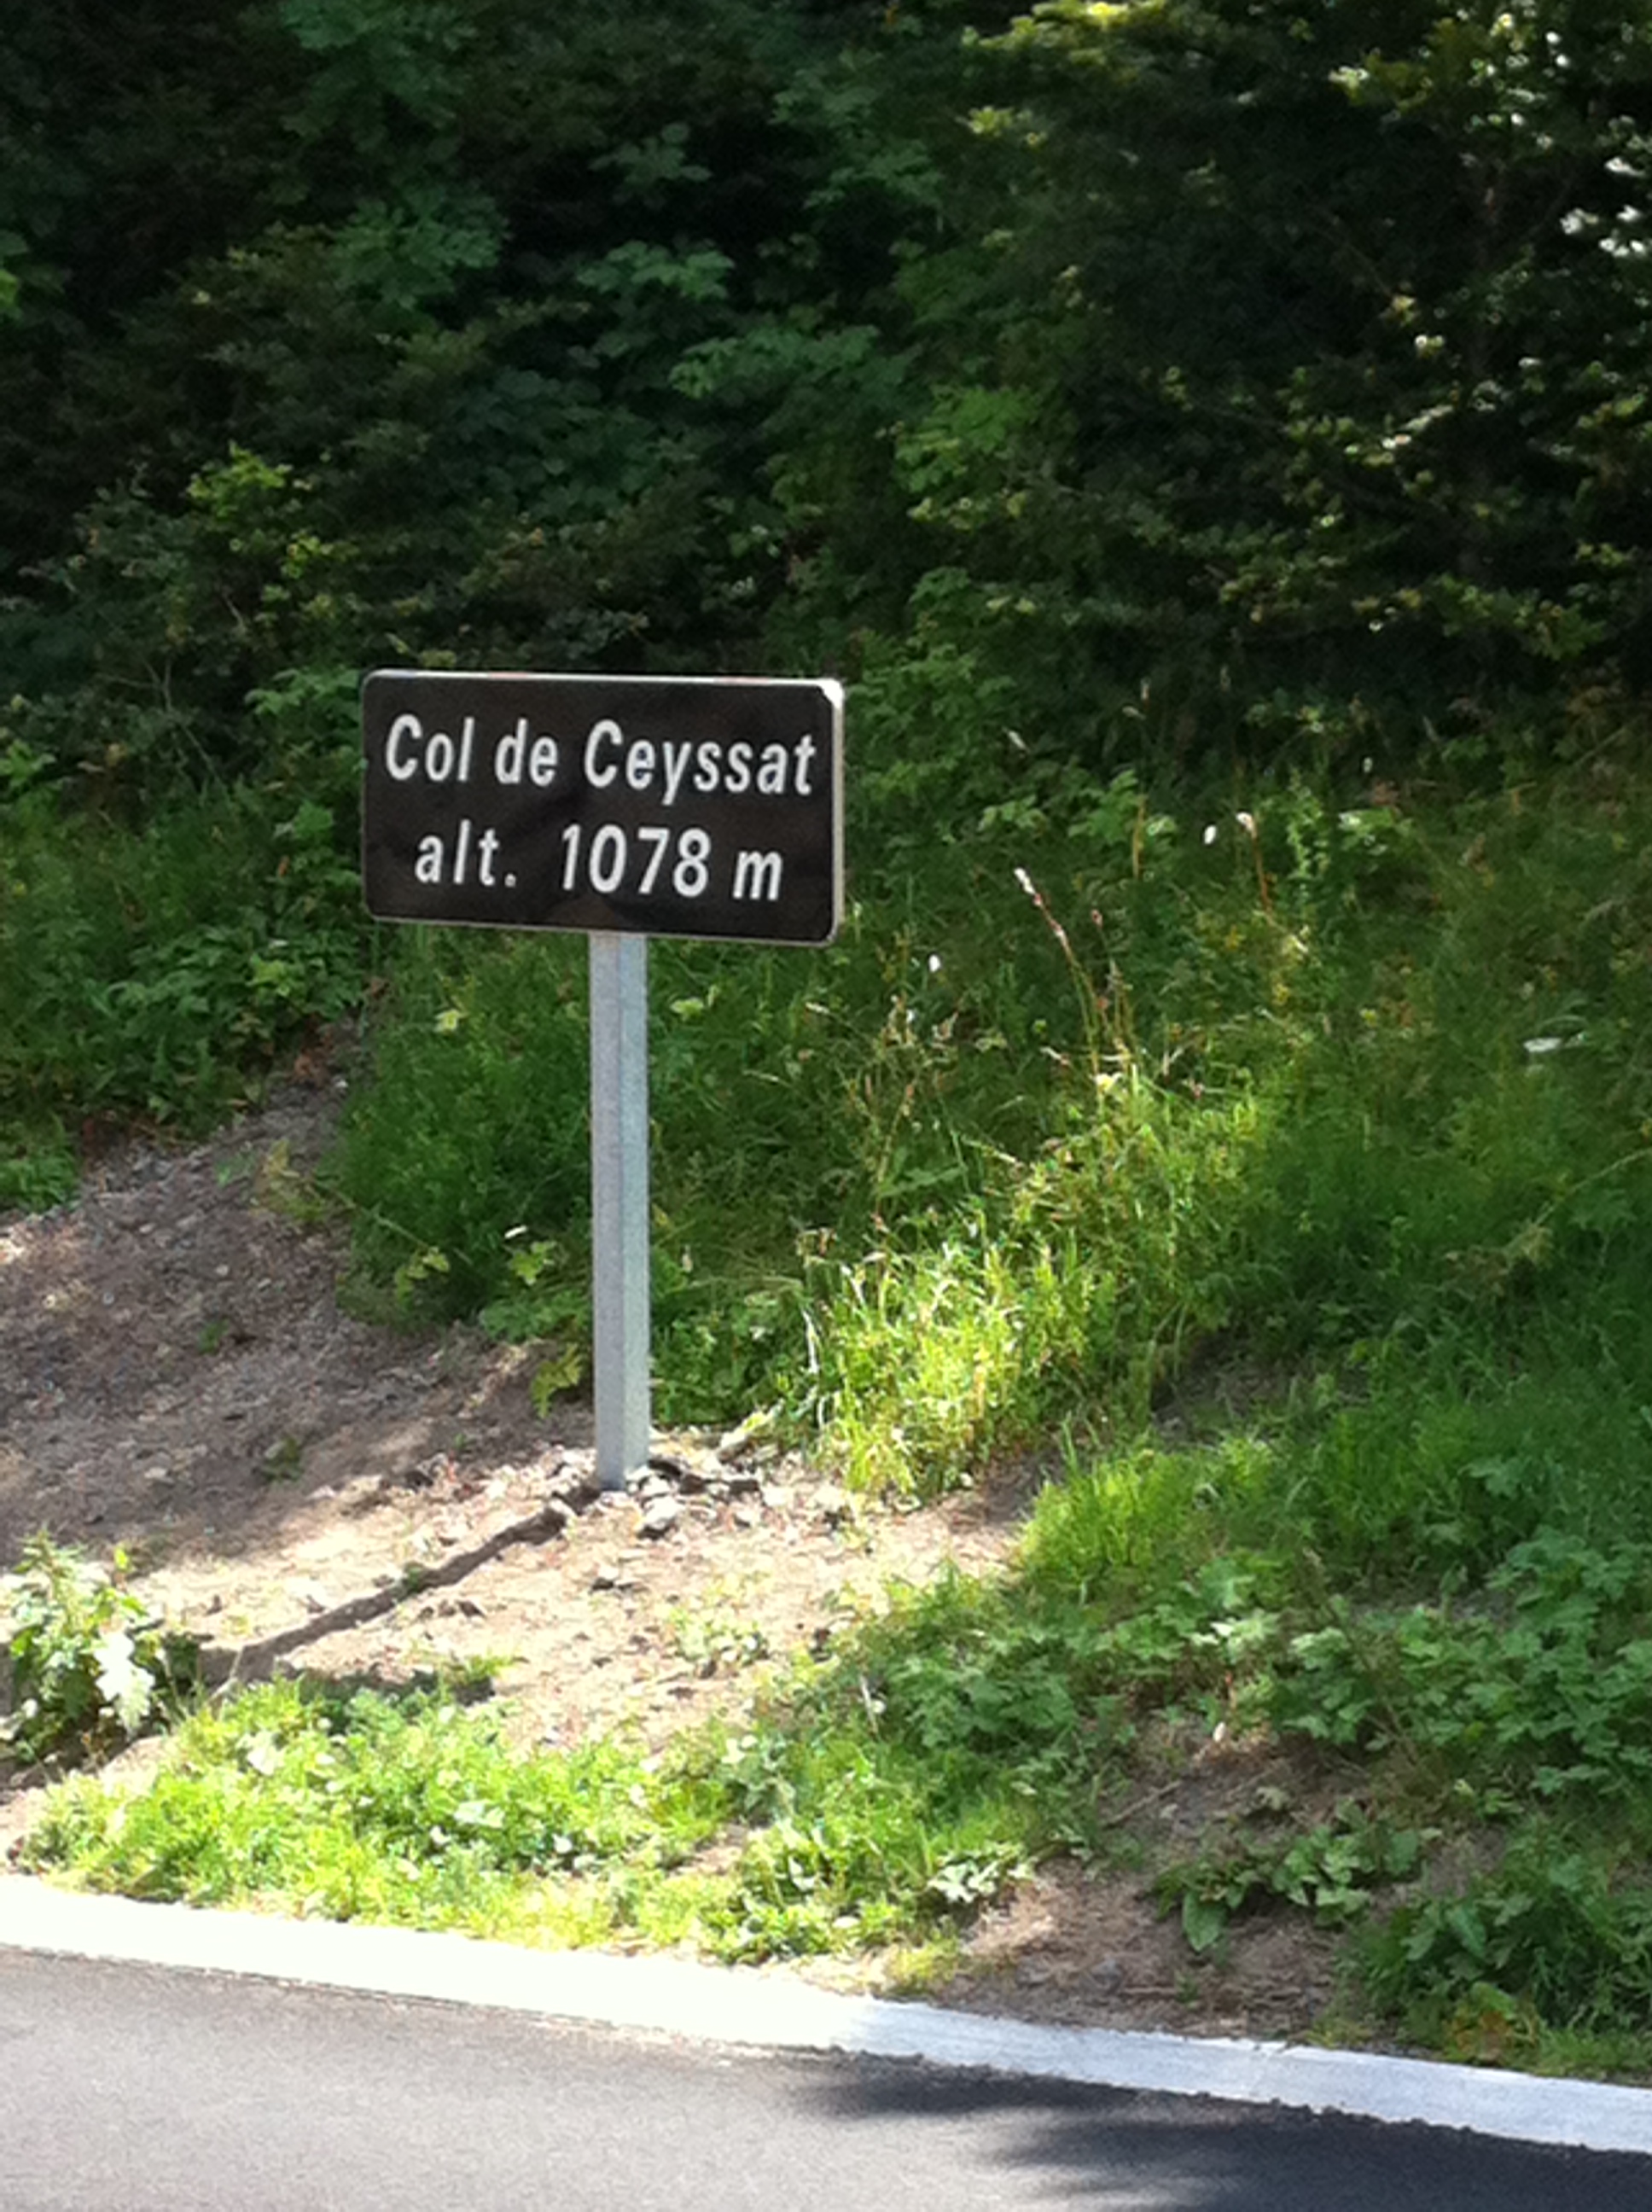 Col de Ceyssat
alt. 1078 m